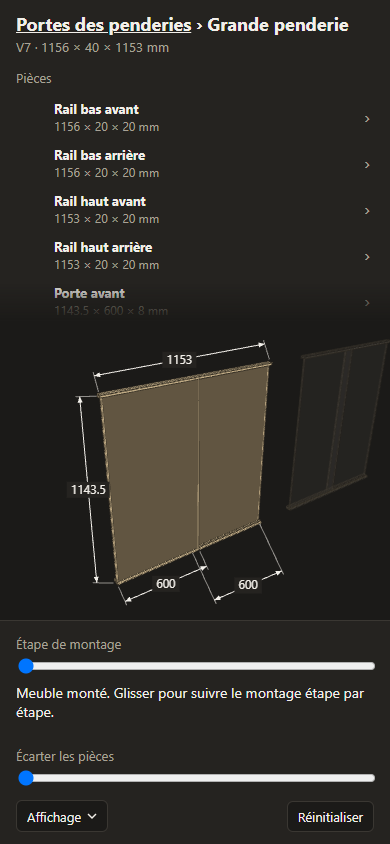 Portes des penderies › Grande penderie
V7 · 1156 × 40 × 1153 mm
Pièces
Rail bas avant
1156 × 20 × 20 mm
›
Rail bas arrière
1156 × 20 × 20 mm
›
Rail haut avant
1153 × 20 × 20 mm
›
Rail haut arrière
1153 × 20 × 20 mm
›
Porte avant
1143.5 × 600 × 8 mm
›
1153
1143.5
600
600
Étape de montage
Meuble monté. Glisser pour suivre le montage étape par
étape.
Écarter les pièces
Affichage
Réinitialiser